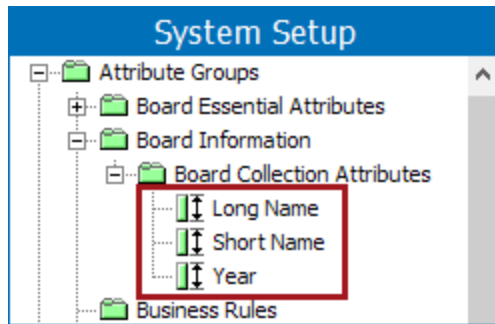 System Setup
Attribute Groups
Board Essential Attributes
Board Information
Board Collection Attributes
Long Name
Short Name
Year
Business Rules